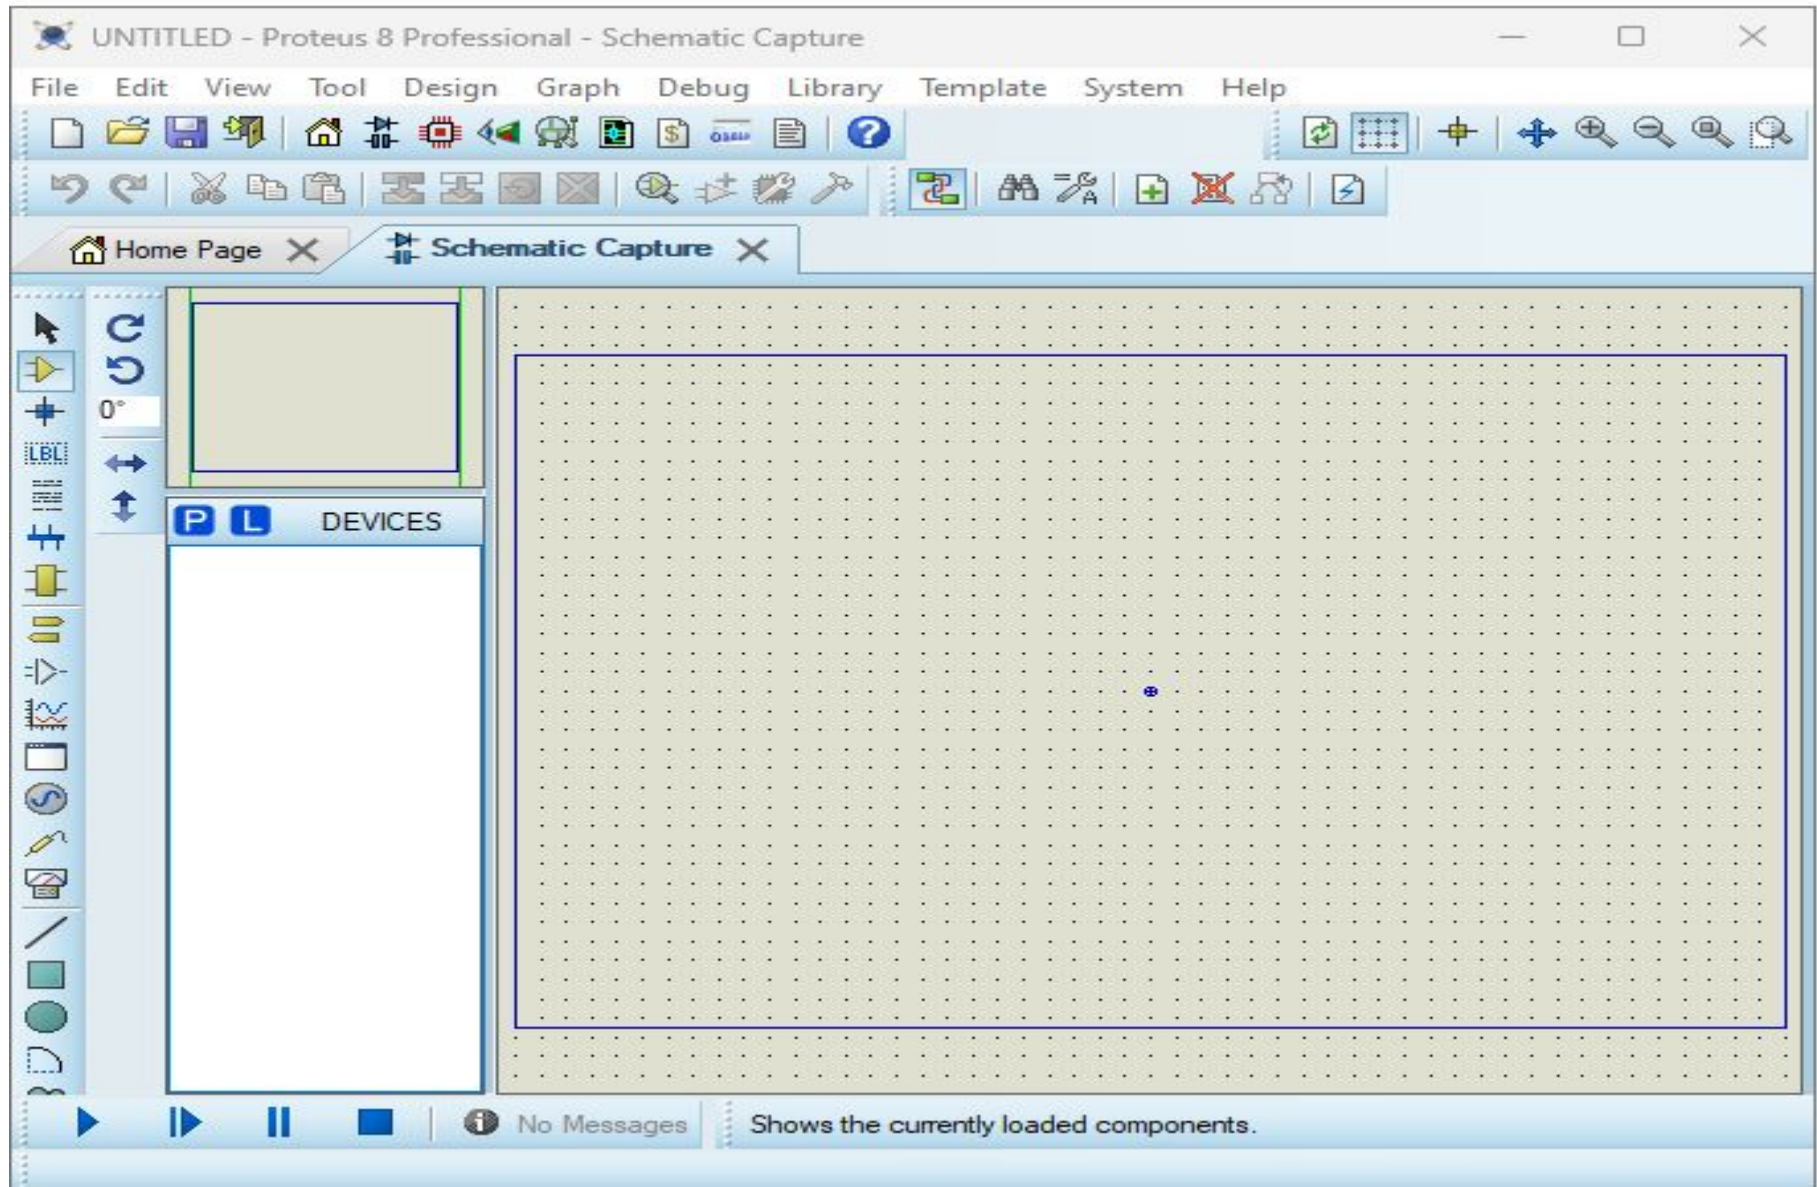 UNTITLED - Proteus 8 Professional - Schematic Capture
File Edit View Tool Design Graph Debug Library Template System Help
Home Page Schematic Capture
0°
LBL
P L DEVICES
No Messages Shows the currently loaded components.